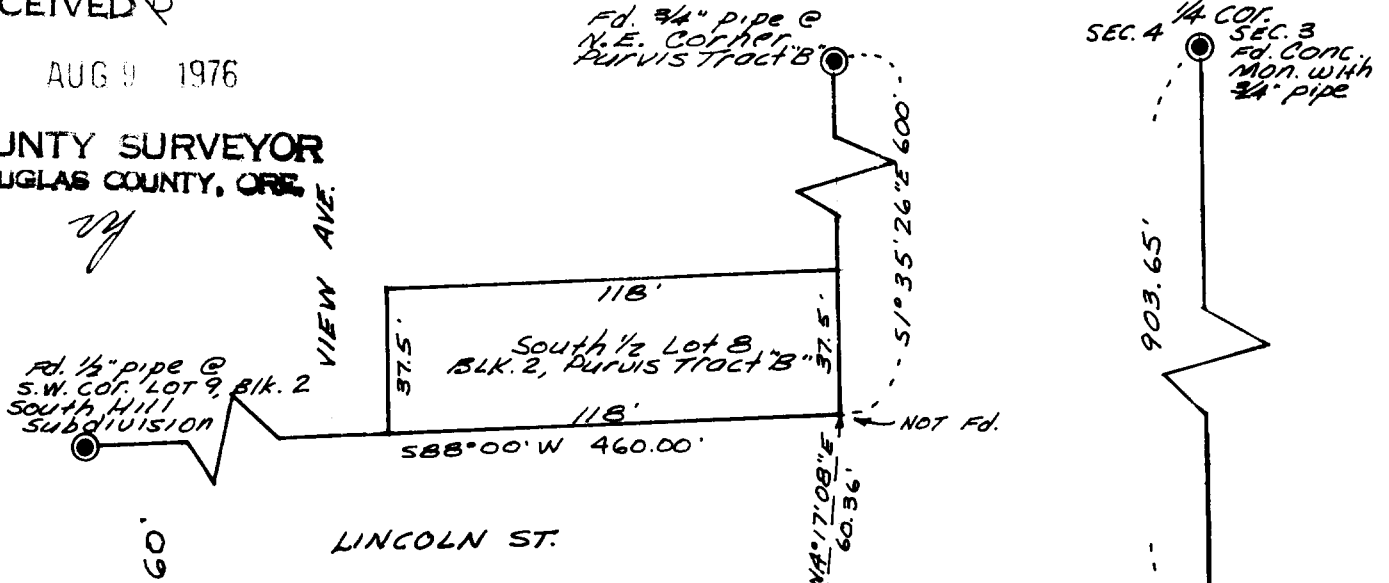 CEIVED
AUG 9 1976
UNTY SURVEYOR
UGLAS COUNTY, ORE.
Fd. 3/4" pipe @
N.E. Corner
Purvis Tract "B"
1/4 COR.
SEC. 4
SEC. 3
Fd. Conc.
Mon. with
3/4" pipe
VIEW AVE.
S1°35'26"E 600'
903.65'
118'
37.5'
South 1/2 Lot 8
BLK. 2, Purvis Tract "B"
37.5'
118'
Fd. 1/2" pipe @
S.W. COR. LOT 9, Blk. 2
South Hill
Subdivision
S88°00'W 460.00'
NOT Fd.
N4°17'08"E
60.36'
60'
LINCOLN ST.